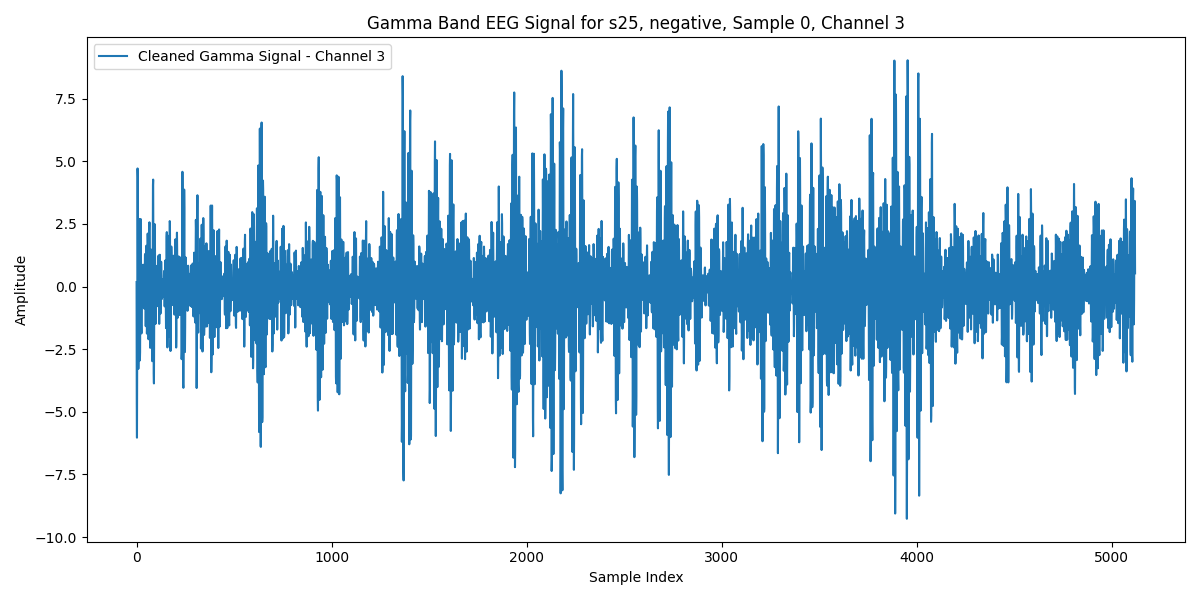 Gamma Band EEG Signal for s25, negative, Sample 0, Channel 3
Cleaned Gamma Signal - Channel 3
Amplitude
7.5
5.0
2.5
0.0
−2.5
−5.0
−7.5
−10.0
0 1000 2000 3000 4000 5000
Sample Index